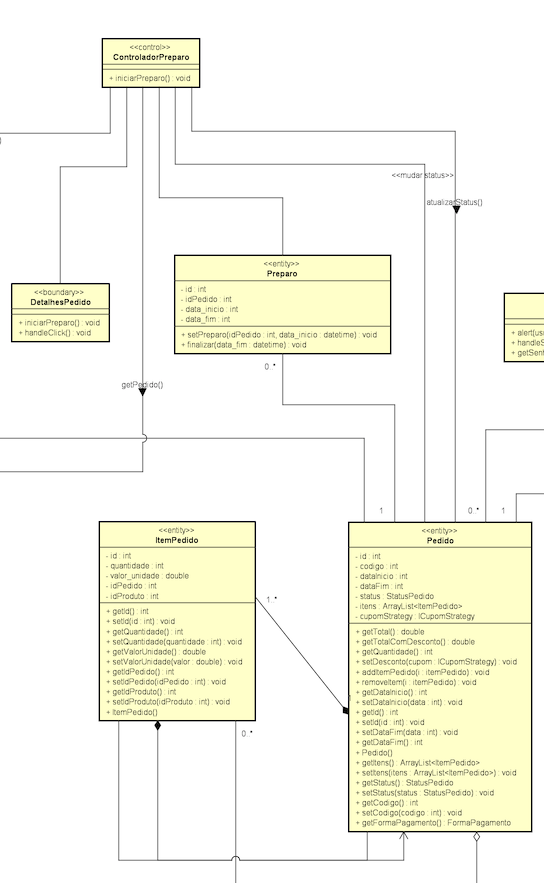 <<control>>
ControladorPreparo
+ iniciarPreparo() : void
)
<<mudar status>>
atualizarStatus()
<<entity>>
Preparo
- id : int
- idPedido : int
- data_inicio : int
- data_fim : int
+ setPreparo(idPedido : int, data_inicio : datetime) : void
+ finalizar(data_fim : datetime) : void
<<boundary>>
DetalhesPedido
+ iniciarPreparo() : void
+ handleClick() : void
+ alert(usu
+ handleS
+ getSenh
0..*
getPedido()
1
0..*
1
<<entity>>
ItemPedido
- id : int
- quantidade : int
- valor_unidade : double
- idPedido : int
- idProduto : int
+ getId() : int
+ setId(id : int) : void
+ getQuantidade() : int
+ setQuantidade(quantidade : int) : void
+ getValorUnidade() : double
+ setValorUnidade(valor : double) : void
+ getIdPedido() : int
+ setIdPedido(idPedido : int) : void
+ getIdProduto() : int
+ setIdProduto(idProduto : int) : void
+ ItemPedido()
1..*
0..*
<<entity>>
Pedido
- id : int
- codigo : int
- dataInicio : int
- dataFim : int
- status : StatusPedido
- itens : ArrayList<ItemPedido>
- cupomStrategy : ICupomStrategy
+ getTotal() : double
+ getTotalComDesconto() : double
+ getQuantidade() : int
+ setDesconto(cupom : ICupomStrategy) : void
+ addItemPedido(i : itemPedido) : void
+ removeItem(i : itemPedido) : void
+ getDataInicio() : int
+ setDataInicio(data : int) : void
+ getId() : int
+ setId(id : int) : void
+ setDataFim(data : int) : void
+ getDataFim() : int
+ Pedido()
+ getItens() : ArrayList<ItemPedido>
+ setItens(itens : ArrayList<ItemPedido>) : void
+ getStatus() : StatusPedido
+ setStatus(status : StatusPedido) : void
+ getCodigo() : int
+ setCodigo(codigo : int) : void
+ getFormaPagamento() : FormaPagamento